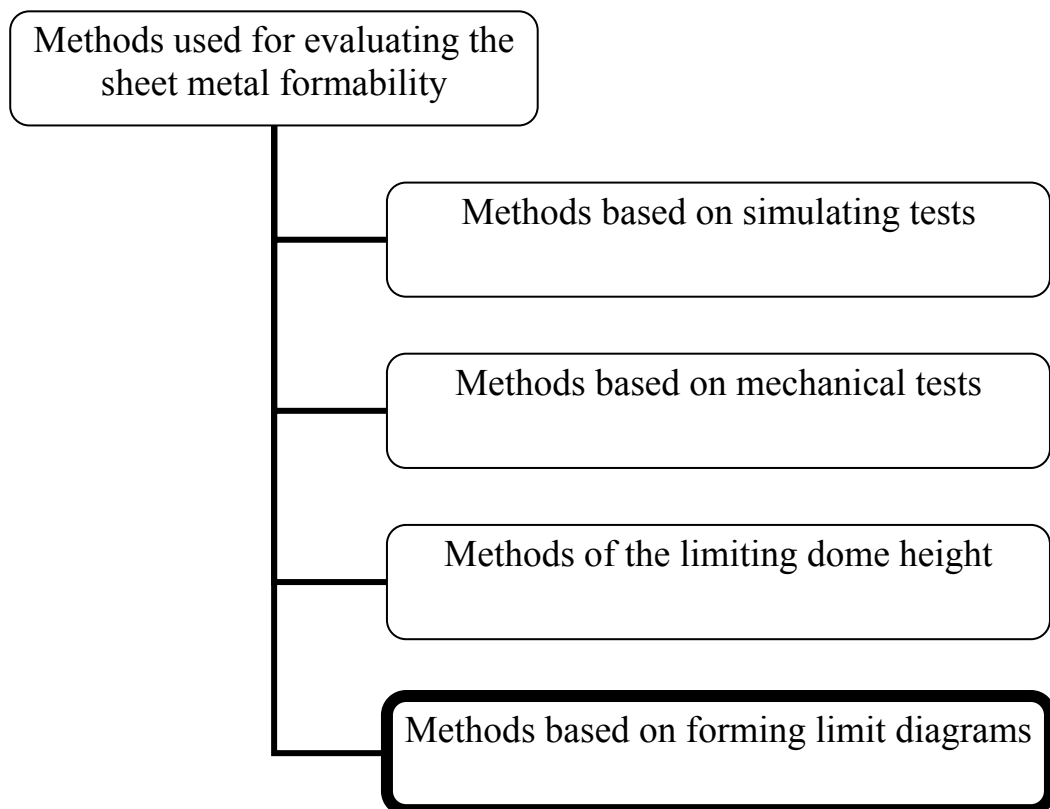 Methods used for evaluating the
sheet metal formability
Methods based on simulating tests
Methods based on mechanical tests
Methods of the limiting dome height
Methods based on forming limit diagrams